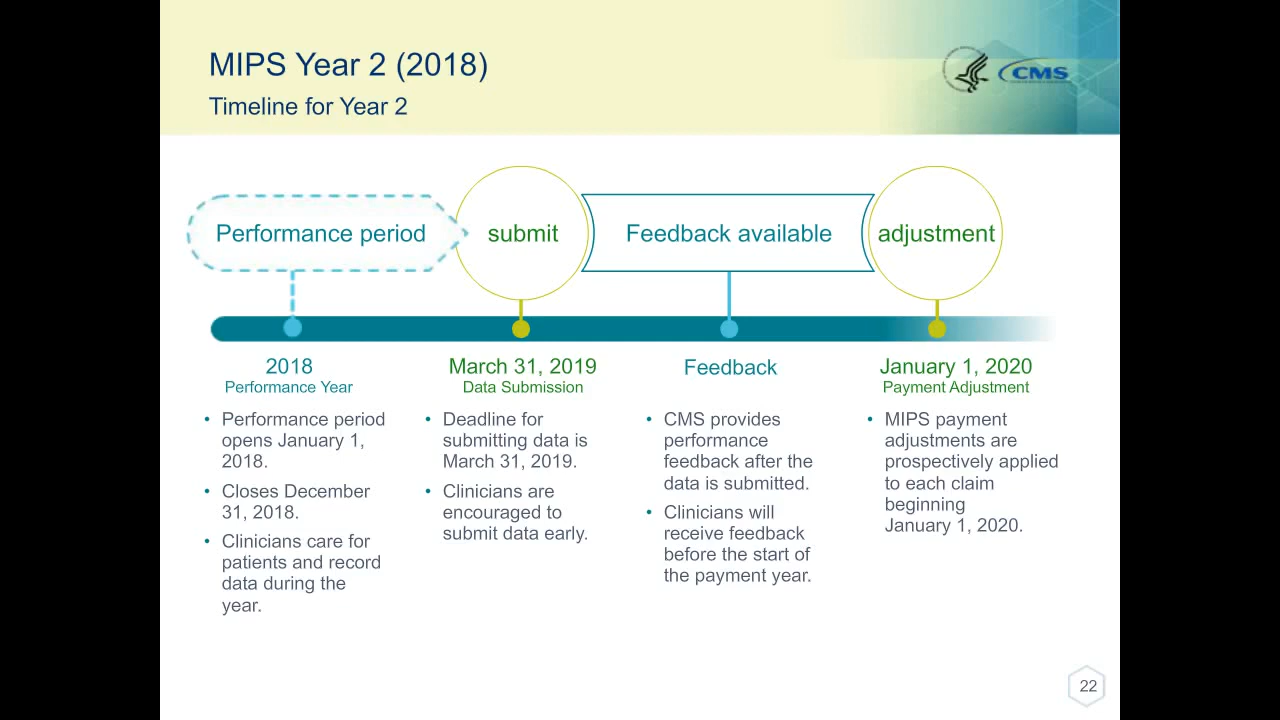 MIPS Year 2 (2018)
Timeline for Year 2
CMS
Performance period
submit
Feedback available
adjustment
2018
Performance Year
• Performance period
opens January 1,
2018.
• Closes December
31, 2018.
• Clinicians care for
patients and record
data during the
year.
March 31, 2019
Data Submission
• Deadline for
submitting data is
March 31, 2019.
• Clinicians are
encouraged to
submit data early.
Feedback
• CMS provides
performance
feedback after the
data is submitted.
• Clinicians will
receive feedback
before the start of
the payment year.
January 1, 2020
Payment Adjustment
• MIPS payment
adjustments are
prospectively applied
to each claim
beginning
January 1, 2020.
22